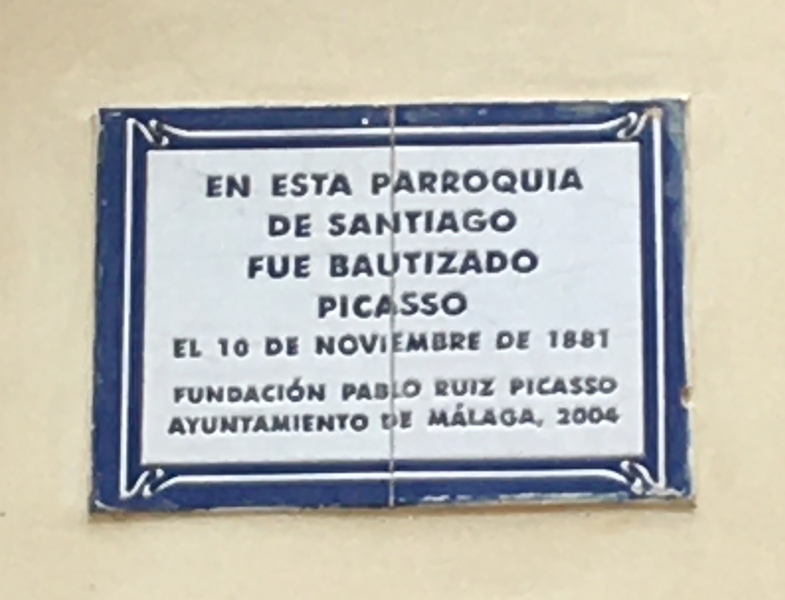 EN ESTA PARROQUIA
DE SANTIAGO
FUE BAUTIZADO
PICASSO
EL 10 DE NOVIEMBRE DE 1881
FUNDACIÓN PABLO RUIZ PICASSO
AYUNTAMIENTO DE MÁLAGA, 2004